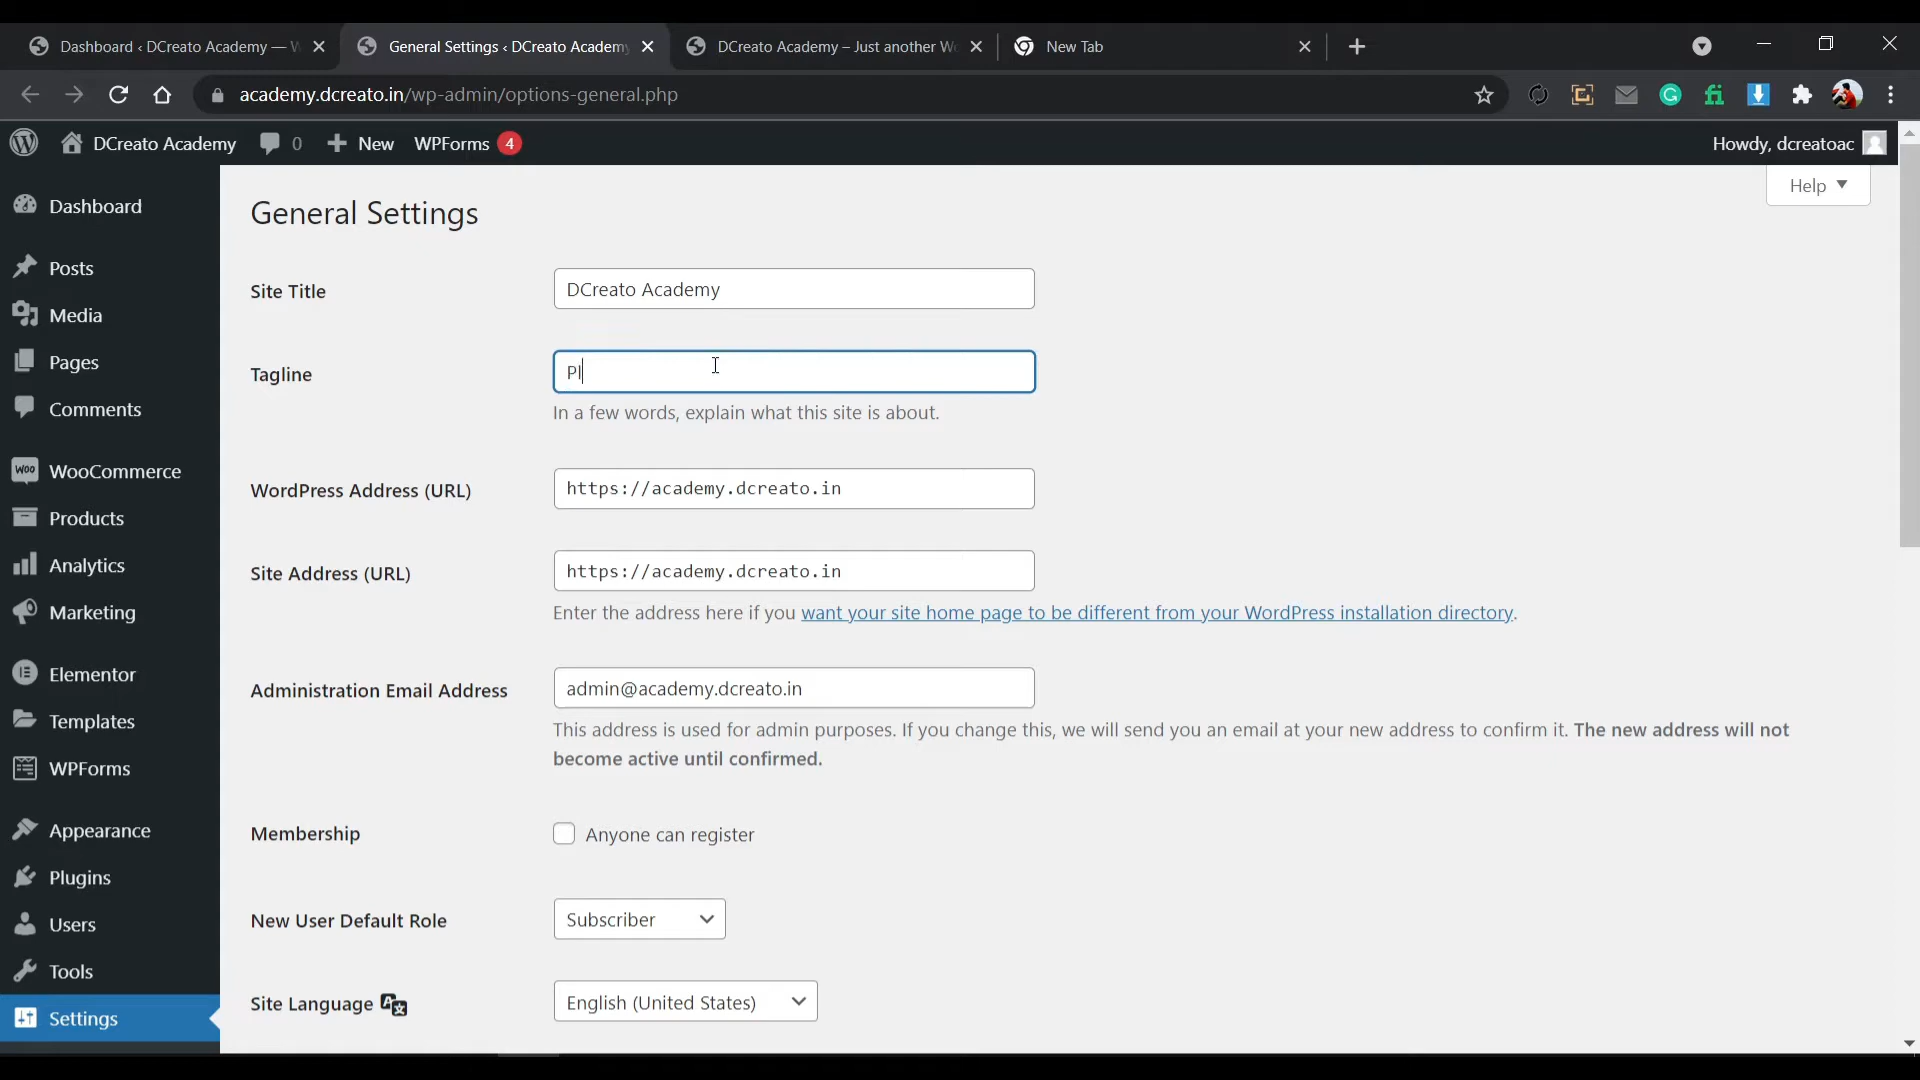 Dashboard ‹ DCreato Academy — W
General Settings ‹ DCreato Academy
DCreato Academy – Just another Wo
New Tab
academy.dcreato.in/wp-admin/options-general.php
DCreato Academy
0
New
WPForms
4
Howdy, dcreatoac
Help
Dashboard
Posts
Media
Pages
Comments
WOO
WooCommerce
Products
Analytics
Marketing
Elementor
Templates
WPForms
Appearance
Plugins
Users
Tools
Settings
General Settings
Site Title
DCreato Academy
Tagline
Pl
In a few words, explain what this site is about.
WordPress Address (URL)
https://academy.dcreato.in
Site Address (URL)
https://academy.dcreato.in
Enter the address here if you want your site home page to be different from your WordPress installation directory.
Administration Email Address
admin@academy.dcreato.in
This address is used for admin purposes. If you change this, we will send you an email at your new address to confirm it. The new address will not
become active until confirmed.
Membership
Anyone can register
New User Default Role
Subscriber
Site Language
English (United States)